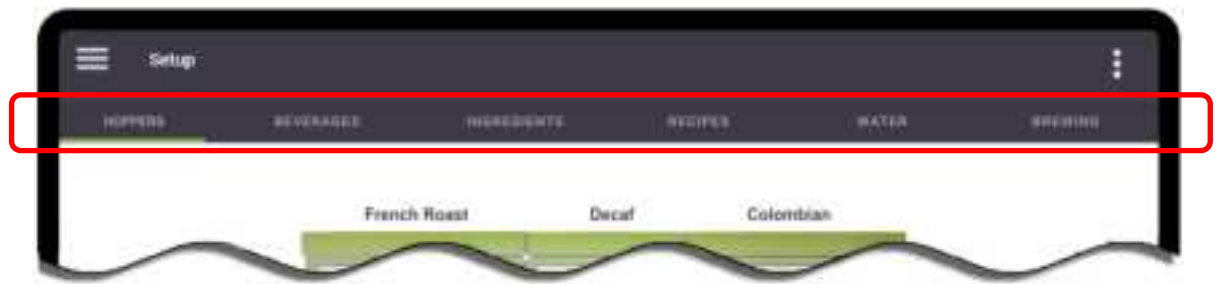 Setup
HOPPERS BEVERAGES INGREDIENTS RECIPES WATER BREWING
French Roast Decaf Colombian